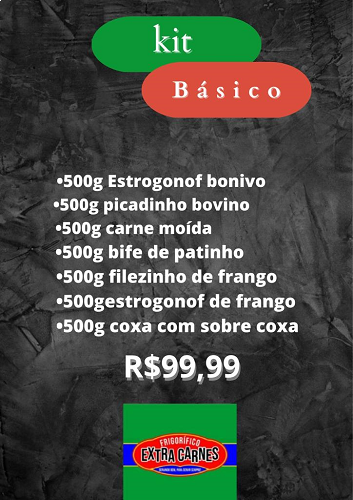 kit
Básico
•500g Estrogonof bonivo
•500g picadinho bovino
•500g carne moída
•500g bife de patinho
•500g filezinho de frango
•500gestrogonof de frango
•500g coxa com sobre coxa
R$99,99
FRIGORÍFICO
EXTRA CARNES